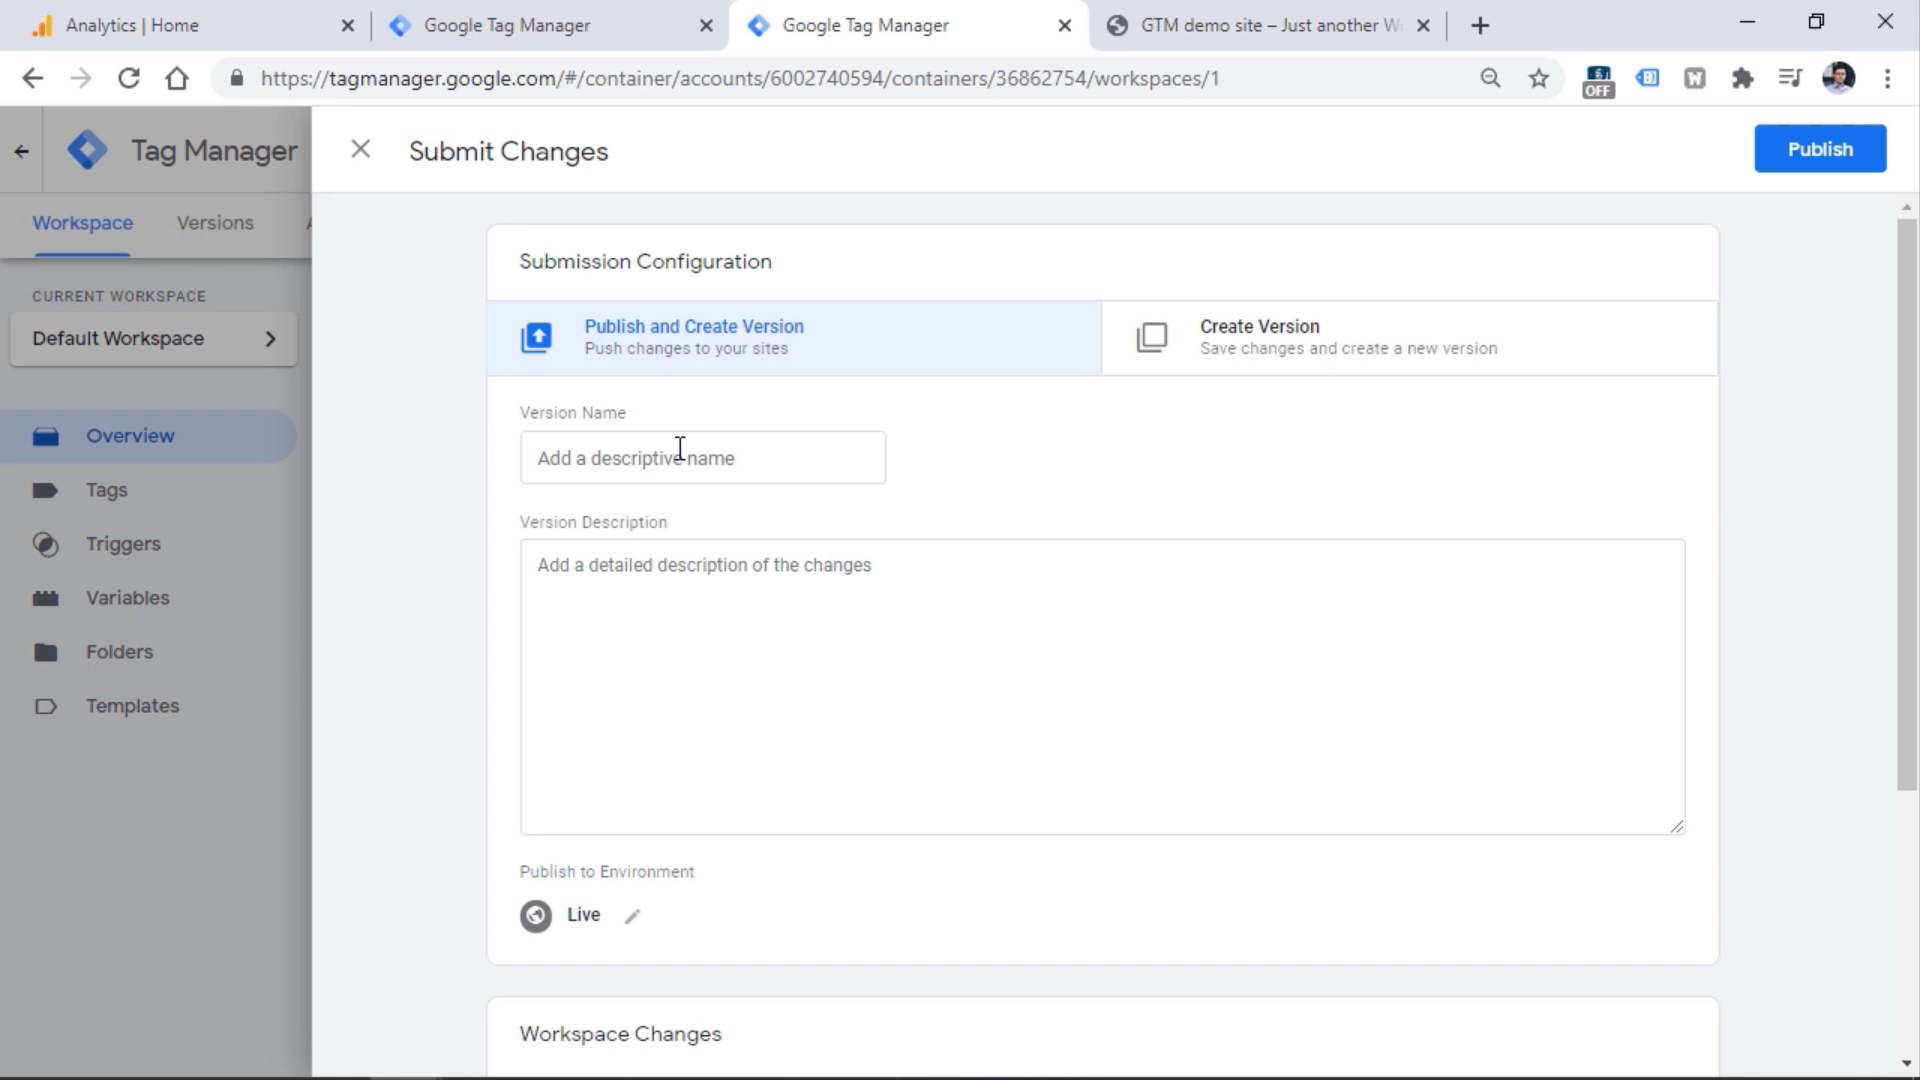 Analytics | Home
Google Tag Manager
Google Tag Manager
GTM demo site – Just another W
https://tagmanager.google.com/#/container/accounts/6002740594/containers/36862754/workspaces/1
OFF
W
Tag Manager
Submit Changes
Publish
Workspace
Versions
A
CURRENT WORKSPACE
Default Workspace
Overview
Tags
Triggers
Variables
Folders
Templates
Submission Configuration
Publish and Create Version
Push changes to your sites
Create Version
Save changes and create a new version
Version Name
Add a descriptive name
Version Description
Add a detailed description of the changes
Publish to Environment
Live
Workspace Changes